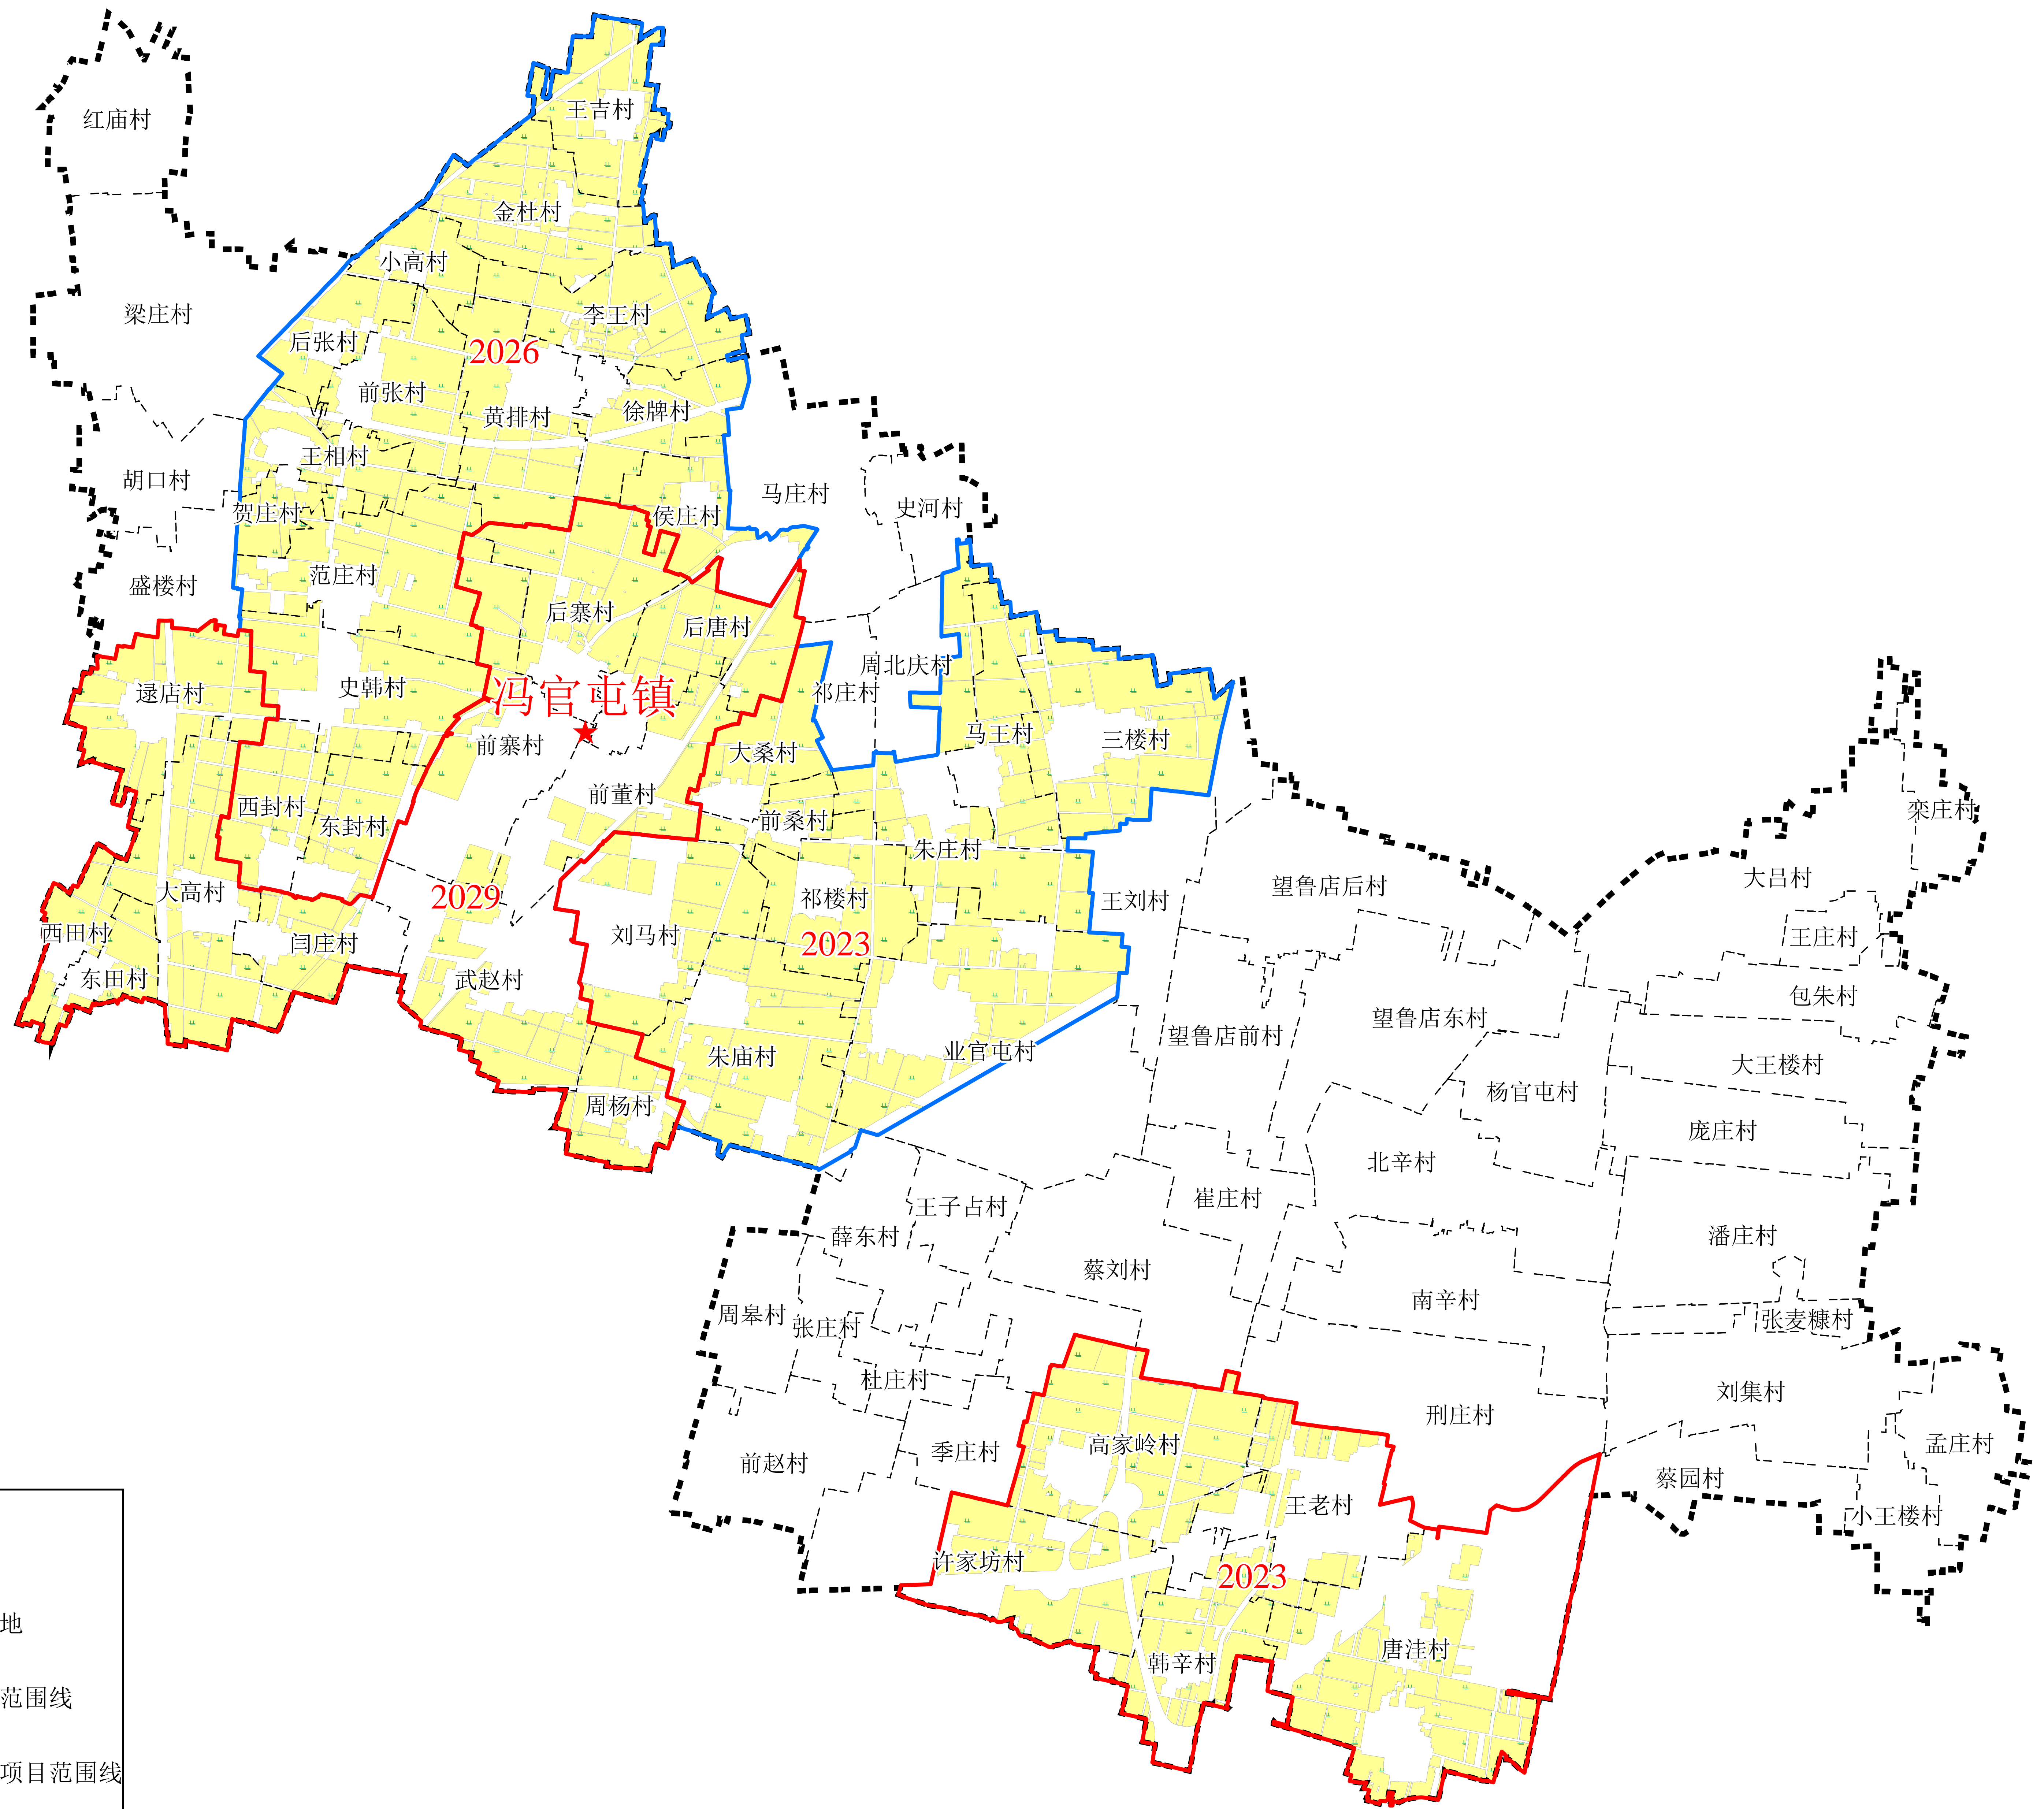 王吉村
红庙村
金杜村
小高村
梁庄村
李王村
后张村
2026
前张村
黄排村
徐牌村
王相村
胡口村
马庄村
史河村
贺庄村
侯庄村
范庄村
盛楼村
后寨村
后唐村
周北庆村
史韩村
逯店村
祁庄村
冯官屯镇
马王村
三楼村
前寨村
大桑村
前董村
西封村
东封村
前桑村
栾庄村
朱庄村
大吕村
望鲁店后村
大高村
2029
祁楼村
王刘村
西田村
闫庄村
刘马村
2023
王庄村
东田村
武赵村
包朱村
望鲁店东村
望鲁店前村
业官屯村
朱庙村
大王楼村
杨官屯村
周杨村
庞庄村
北辛村
崔庄村
王子占村
薛东村
潘庄村
蔡刘村
南辛村
周皋村
张庄村
张麦糠村
杜庄村
刘集村
刑庄村
高家岭村
孟庄村
季庄村
前赵村
蔡园村
王老村
小王楼村
许家坊村
2023
地
唐洼村
韩辛村
范围线
项目范围线